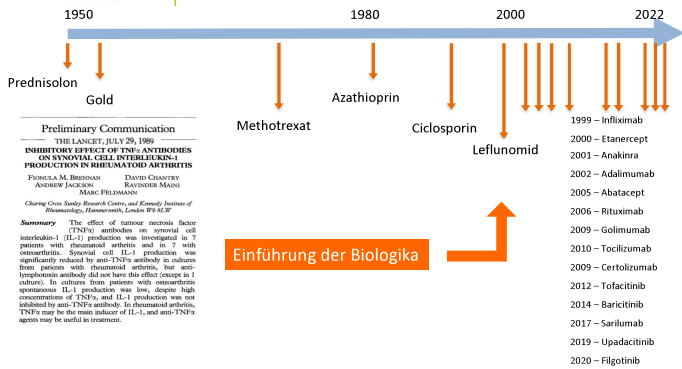 1950
1980
2000
2022
Prednisolon
Gold
Methotrexat
Azathioprin
Ciclosporin
Leflunomid
Preliminary Communication
THE LANCET, JULY 29, 1989
INHIBITORY EFFECT OF TNFα ANTIBODIES
ON SYNOVIAL CELL INTERLEUKIN-1
PRODUCTION IN RHEUMATOID ARTHRITIS
FIONULA M. BRENNAN DAVID CHANTRY
ANDREW JACKSON RAVINDER MAINI
MARC FELDMANN
Charing Cross Sunley Research Centre, and Kennedy Institute of
Rheumatology, Hammersmith, London W6 8LW
Summary The effect of tumour necrosis factor
(TNFα) antibodies on synovial cell
interleukin-1 (IL-1) production was investigated in 7
patients with rheumatoid arthritis and in 7 with
osteoarthritis. Synovial cell IL-1 production was
significantly reduced by anti-TNFα antibody in cultures
from patients with rheumatoid arthritis, but anti-
lymphotoxin antibody did not have this effect (except in 1
culture). In cultures from patients with osteoarthritis
spontaneous IL-1 production was low, despite high
concentrations of TNFα, and IL-1 production was not
inhibited by anti-TNFα antibody. In rheumatoid arthritis,
TNFα may be the main inducer of IL-1, and anti-TNFα
agents may be useful in treatment.
Einführung der Biologika
1999 – Infliximab
2000 – Etanercept
2001 – Anakinra
2002 – Adalimumab
2005 – Abatacept
2006 – Rituximab
2009 – Golimumab
2010 – Tocilizumab
2009 – Certolizumab
2012 – Tofacitinib
2014 – Baricitinib
2017 – Sarilumab
2019 – Upadacitinib
2020 – Filgotinib